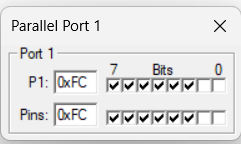 Parallel Port 1
Port 1
7 Bits 0
P1: 0xFC
Pins: 0xFC